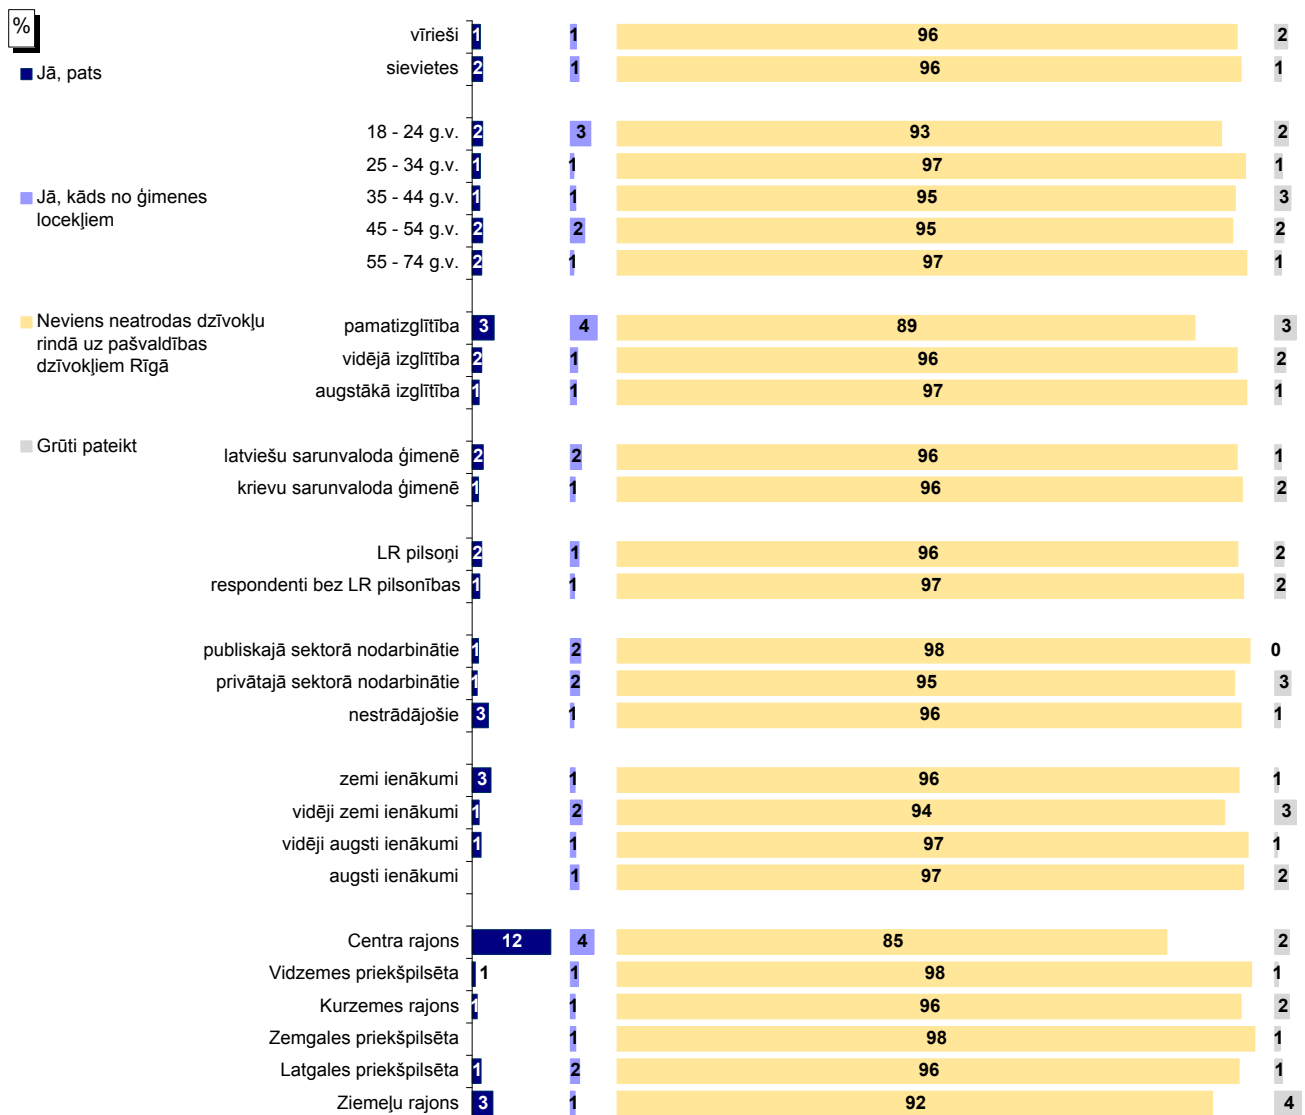 %
Jā, pats
Jā, kāds no ģimenes
locekļiem
Neviens neatrodas dzīvokļu
rindā uz pašvaldības
dzīvokļiem Rīgā
Grūti pateikt
vīrieši 1 1 96 2
sievietes 2 1 96 1
18 - 24 g.v. 2 3 93 2
25 - 34 g.v. 1 1 97 1
35 - 44 g.v. 1 1 95 3
45 - 54 g.v. 2 2 95 2
55 - 74 g.v. 2 1 97 1
pamatizglītība 3 4 89 3
vidējā izglītība 2 1 96 2
augstākā izglītība 1 1 97 1
latviešu sarunvaloda ģimenē 2 2 96 1
krievu sarunvaloda ģimenē 1 1 96 2
LR pilsoņi 2 1 96 2
respondenti bez LR pilsonības 1 1 97 2
publiskajā sektorā nodarbinātie 1 2 98 0
privātajā sektorā nodarbinātie 1 2 95 3
nestrādājošie 3 1 96 1
zemi ienākumi 3 1 96 1
vidēji zemi ienākumi 1 2 94 3
vidēji augsti ienākumi 1 1 97 1
augsti ienākumi 1 97 2
Centra rajons 12 4 85 2
Vidzemes priekšpilsēta 1 1 98 1
Kurzemes rajons 1 1 96 2
Zemgales priekšpilsēta 1 98 1
Latgales priekšpilsēta 1 2 96 1
Ziemeļu rajons 3 1 92 4